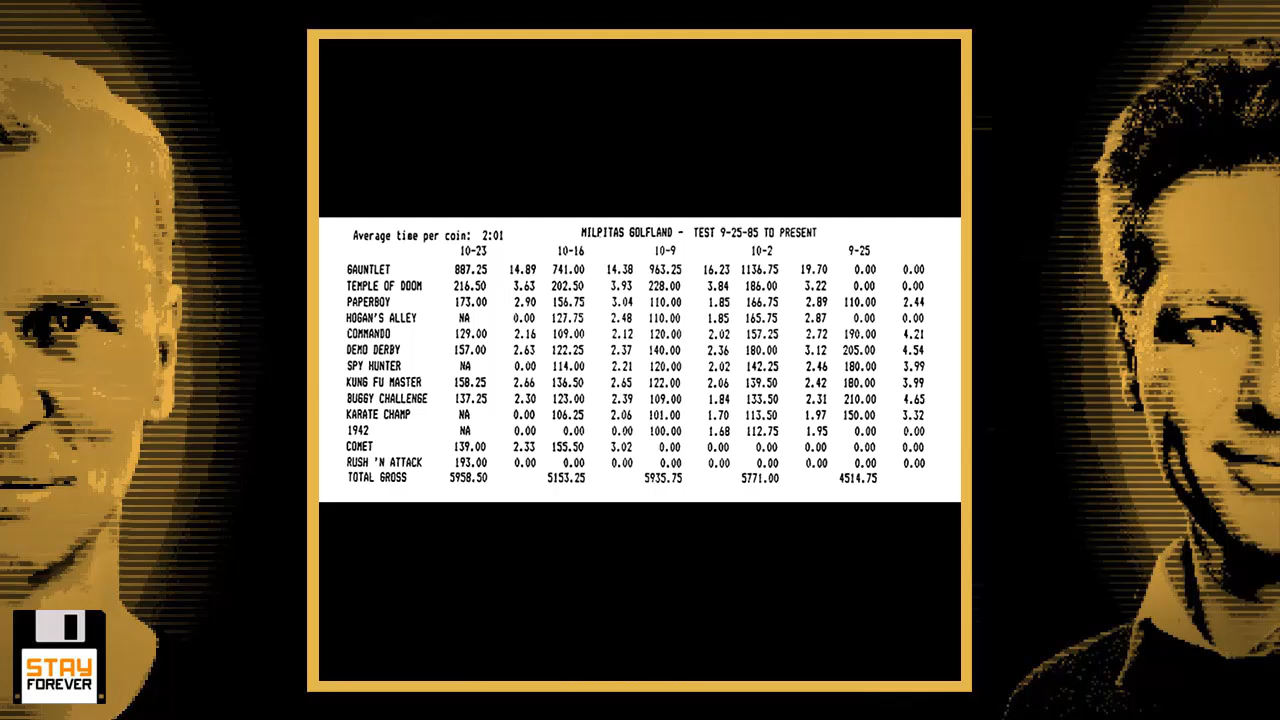 Average time per coin: 2:01 MILPITAS GOLFLAND - TEST 9-25-85 TO PRESENT
10-23 10-16 10-9 10-2 9-25
GAUNTLET 887.25 14.89 741.00 14.38 963.25 16.23 1136.75 19.70 0.00 0.00
TEMPLE OF DOOM 216.50 3.63 202.50 3.93 228.00 3.84 186.00 3.22 0.00 0.00
PAPERBOY 173.00 2.90 156.75 3.04 110.00 1.85 166.75 2.89 110.00 2.44
HOGAN'S ALLEY NA 0.00 127.75 2.48 110.00 1.85 165.75 2.87 0.00 0.00
COMMANDO 129.00 2.16 109.00 2.12 120.00 2.02 157.25 2.72 190.00 4.21
DEMO DERBY 157.00 2.63 122.25 2.37 140.00 2.36 180.00 3.12 205.00 4.54
SPY HUNTER NA 0.00 114.00 2.21 120.00 2.02 142.25 2.46 180.00 3.99
KUNG FU MASTER 158.25 2.66 136.50 2.65 122.00 2.06 139.50 2.42 180.00 3.99
BUGGY CHALLENGE 137.25 2.30 123.00 2.39 109.00 1.84 133.50 2.31 210.00 4.65
KARATE CHAMP NA 0.00 106.25 2.06 101.00 1.70 113.50 1.97 150.00 3.32
1942 NA 0.00 0.00 0.00 100.00 1.68 112.75 1.95 0.00 0.00
COMET 139.00 2.33 155.50 3.02 0.00 0.00 0.00 0.00 0.00 0.00
RUSH 'N ATTACK 193.00 0.00 0.00 0.00 0.00 0.00 0.00 0.00 0.00 0.00
TOTAL GROSS 5958.50 5153.25 5935.75 5771.00 4514.75
STAY
FOREVER